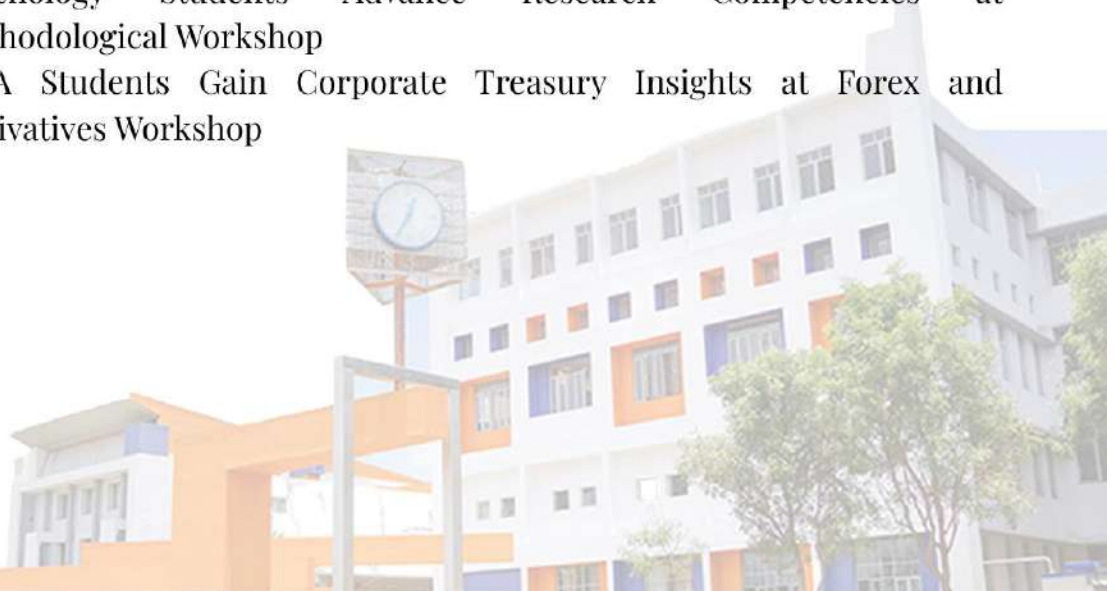 Students Advance Research Competencies at
hodological Workshop
A Students Gain Corporate Treasury Insights at Forex and
ivatives Workshop